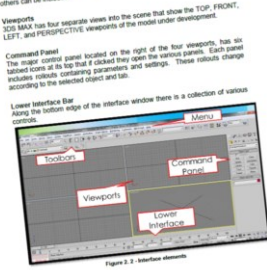 others can be
Viewports
3DS MAX has four separate views into the scene that show the TOP, FRONT,
LEFT, and PERSPECTIVE viewpoints of the model under development.
Command Panel
The major control panel located on the right of the four viewports, has six
tabbed icons at its top that if clicked they open the various panels. Each panel
includes rollouts containing parameters and settings. These rollouts change
according to the selected object and tab.
Lower Interface Bar
Along the bottom edge of the interface window there is a collection of various
controls.
Menu
Toolbars
Command
Panel
Viewports
Lower
Interface
Figure 2. 2 - Interface elements